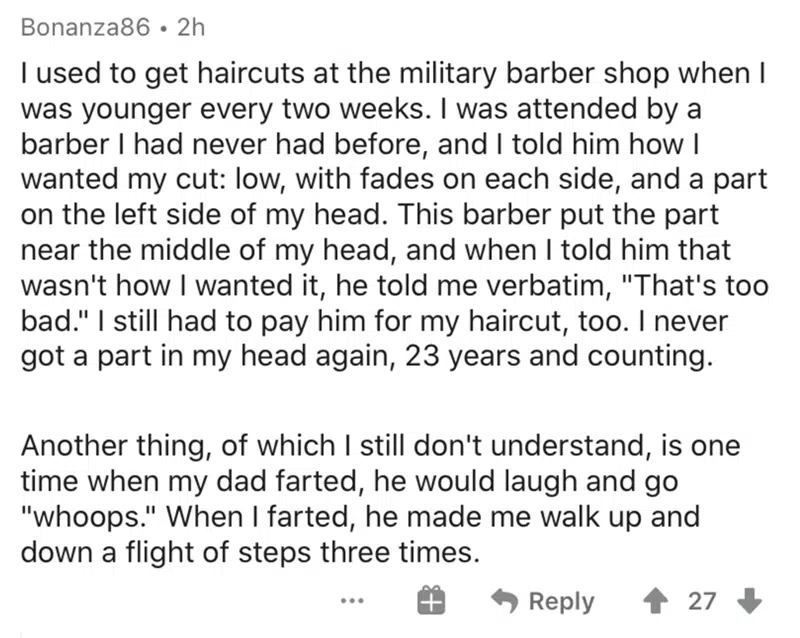 Bonanza86 • 2h
I used to get haircuts at the military barber shop when I
was younger every two weeks. I was attended by a
barber I had never had before, and I told him how I
wanted my cut: low, with fades on each side, and a part
on the left side of my head. This barber put the part
near the middle of my head, and when I told him that
wasn't how I wanted it, he told me verbatim, "That's too
bad." I still had to pay him for my haircut, too. I never
got a part in my head again, 23 years and counting.
Another thing, of which I still don't understand, is one
time when my dad farted, he would laugh and go
"whoops." When I farted, he made me walk up and
down a flight of steps three times.
... Reply 27